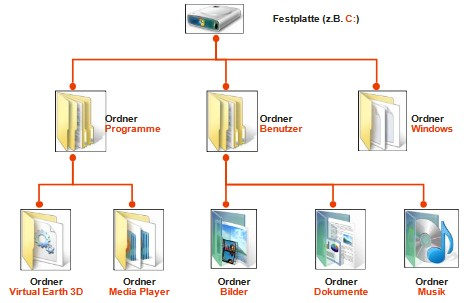 Festplatte (z.B. C:)
Ordner
Programme
Ordner
Benutzer
Ordner
Windows
Ordner
Virtual Earth 3D
Ordner
Media Player
Ordner
Bilder
Ordner
Dokumente
Ordner
Musik